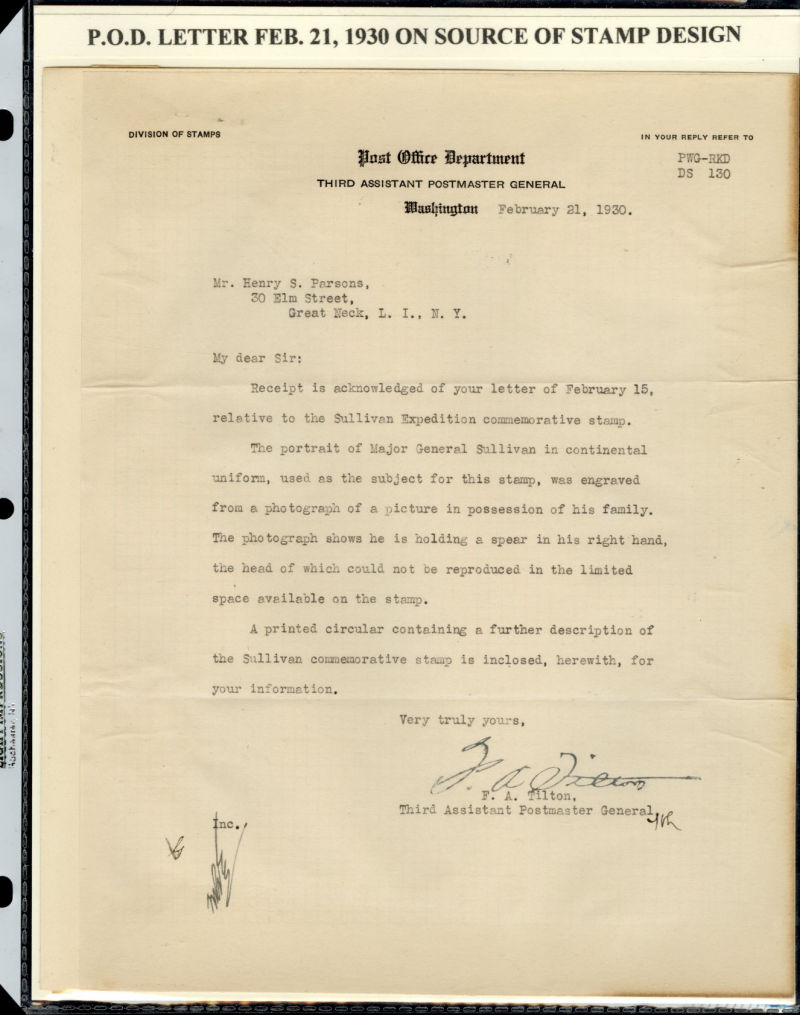 P.O.D. LETTER FEB. 21, 1930 ON SOURCE OF STAMP DESIGN
DIVISION OF STAMPS
IN YOUR REPLY REFER TO
Post Office Department
PWG-RKD
THIRD ASSISTANT POSTMASTER GENERAL
DS 130
Washington February 21, 1930.
Mr. Henry S. Parsons,
30 Elm Street,
Great Neck, L. I., N. Y.
My dear Sir:
Receipt is acknowledged of your letter of February 15,
relative to the Sullivan Expedition commemorative stamp.
The portrait of Major General Sullivan in continental
uniform, used as the subject for this stamp, was engraved
from a photograph of a picture in possession of his family.
The photograph shows he is holding a spear in his right hand,
the head of which could not be reproduced in the limited
space available on the stamp.
A printed circular containing a further description of
the Sullivan commemorative stamp is inclosed, herewith, for
your information.
Very truly yours,
F. A. Tilton
F. A. Tilton,
Third Assistant Postmaster General.
Inc.